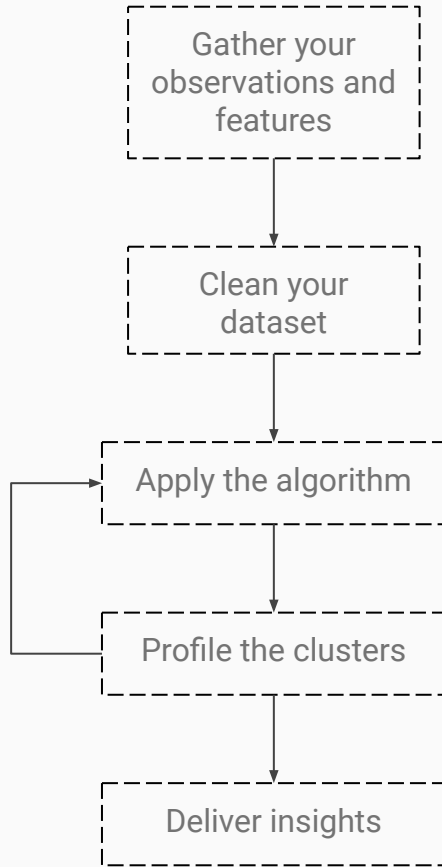 Gather your
observations and
features
Clean your
dataset
Apply the algorithm
Profile the clusters
Deliver insights